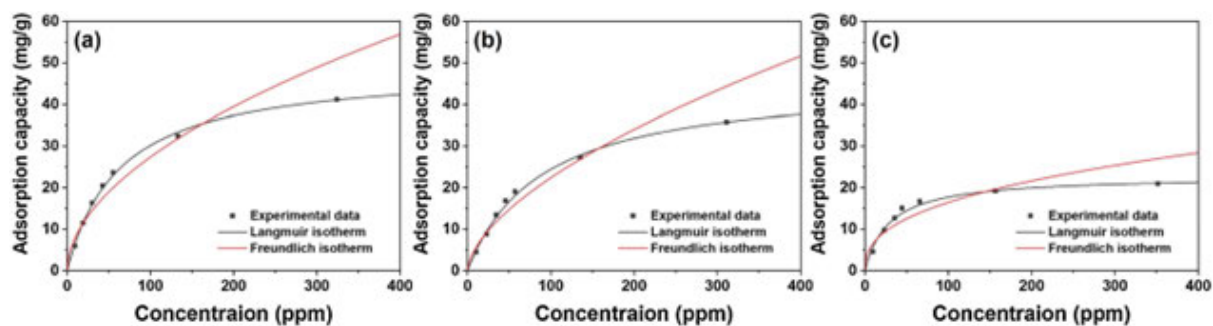 60
50
40
30
20
10
0
Adsorption capacity (mg/g)
(a)
Experimental data
Langmuir isotherm
Freundlich isotherm
0 100 200 300 400
Concentraion (ppm)
60
50
40
30
20
10
0
Adsorption capacity (mg/g)
(b)
Experimental data
Langmuir isotherm
Freundlich isotherm
0 100 200 300 400
Concentraion (ppm)
60
50
40
30
20
10
0
Adsorption capacity (mg/g)
(c)
Experimental data
Langmuir isotherm
Freundlich isotherm
0 100 200 300 400
Concentraion (ppm)